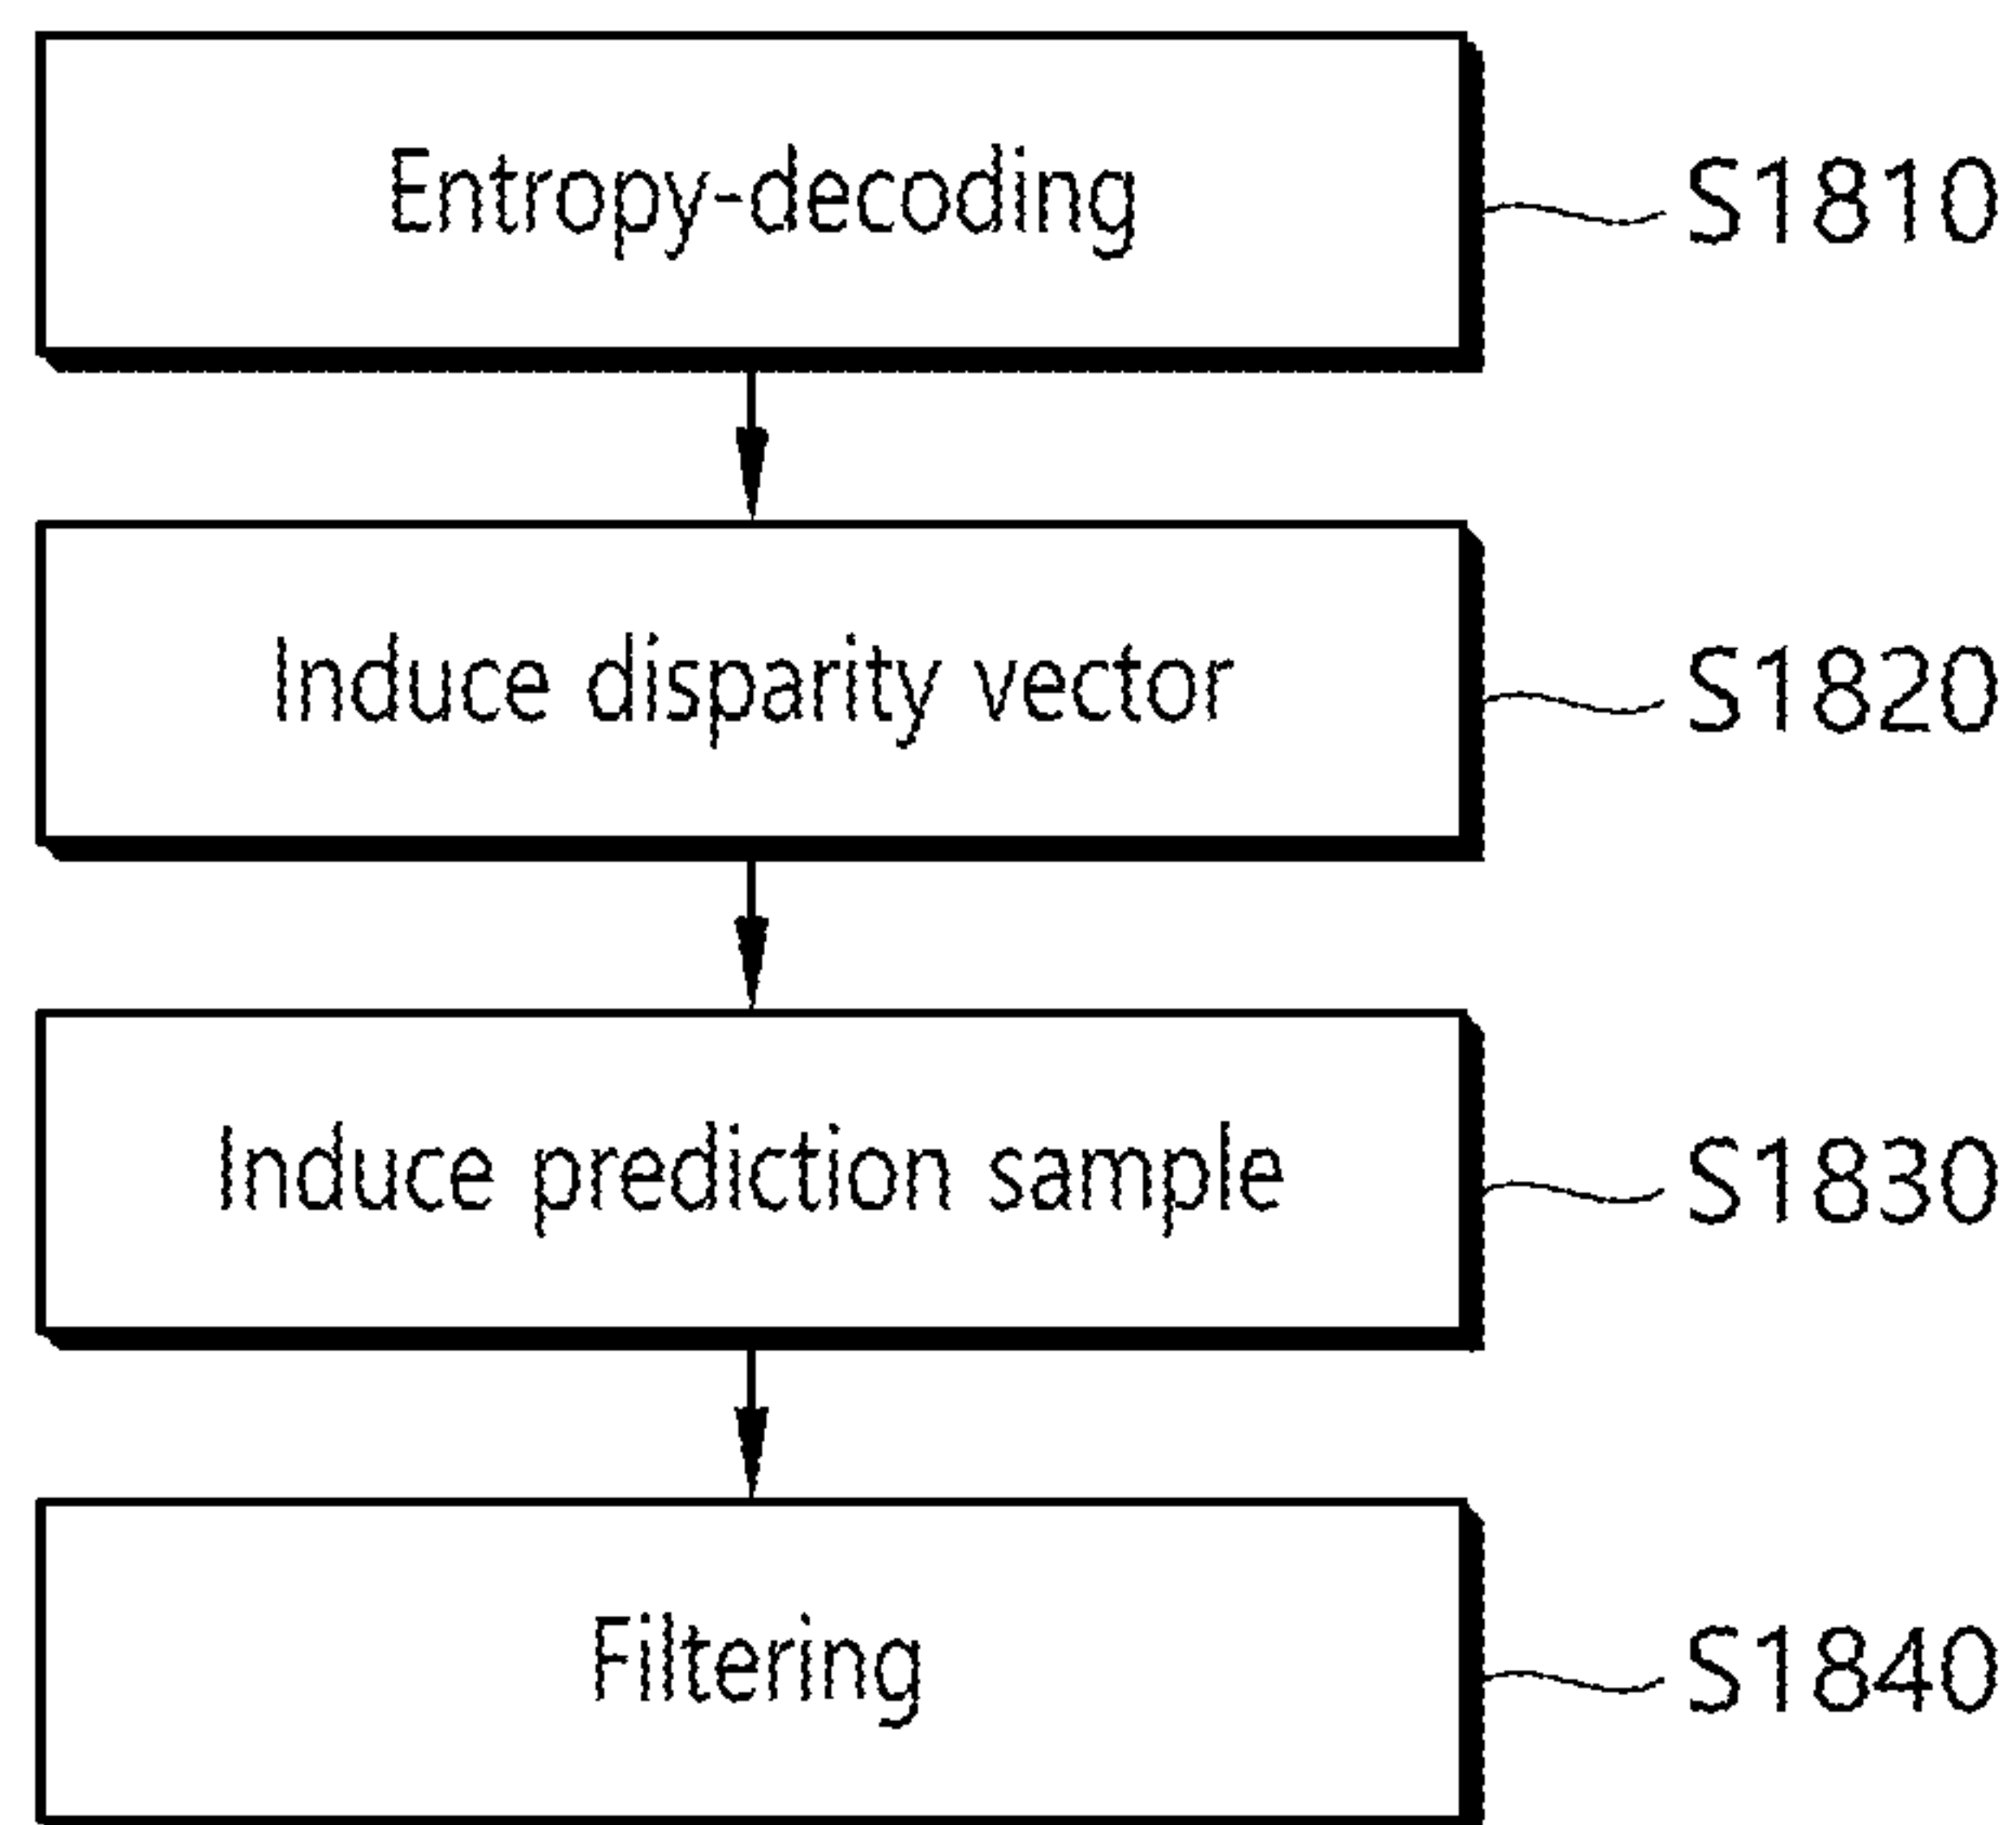 Entropy-decoding S1810
Induce disparity vector S1820
Induce prediction sample S1830
Filtering S1840